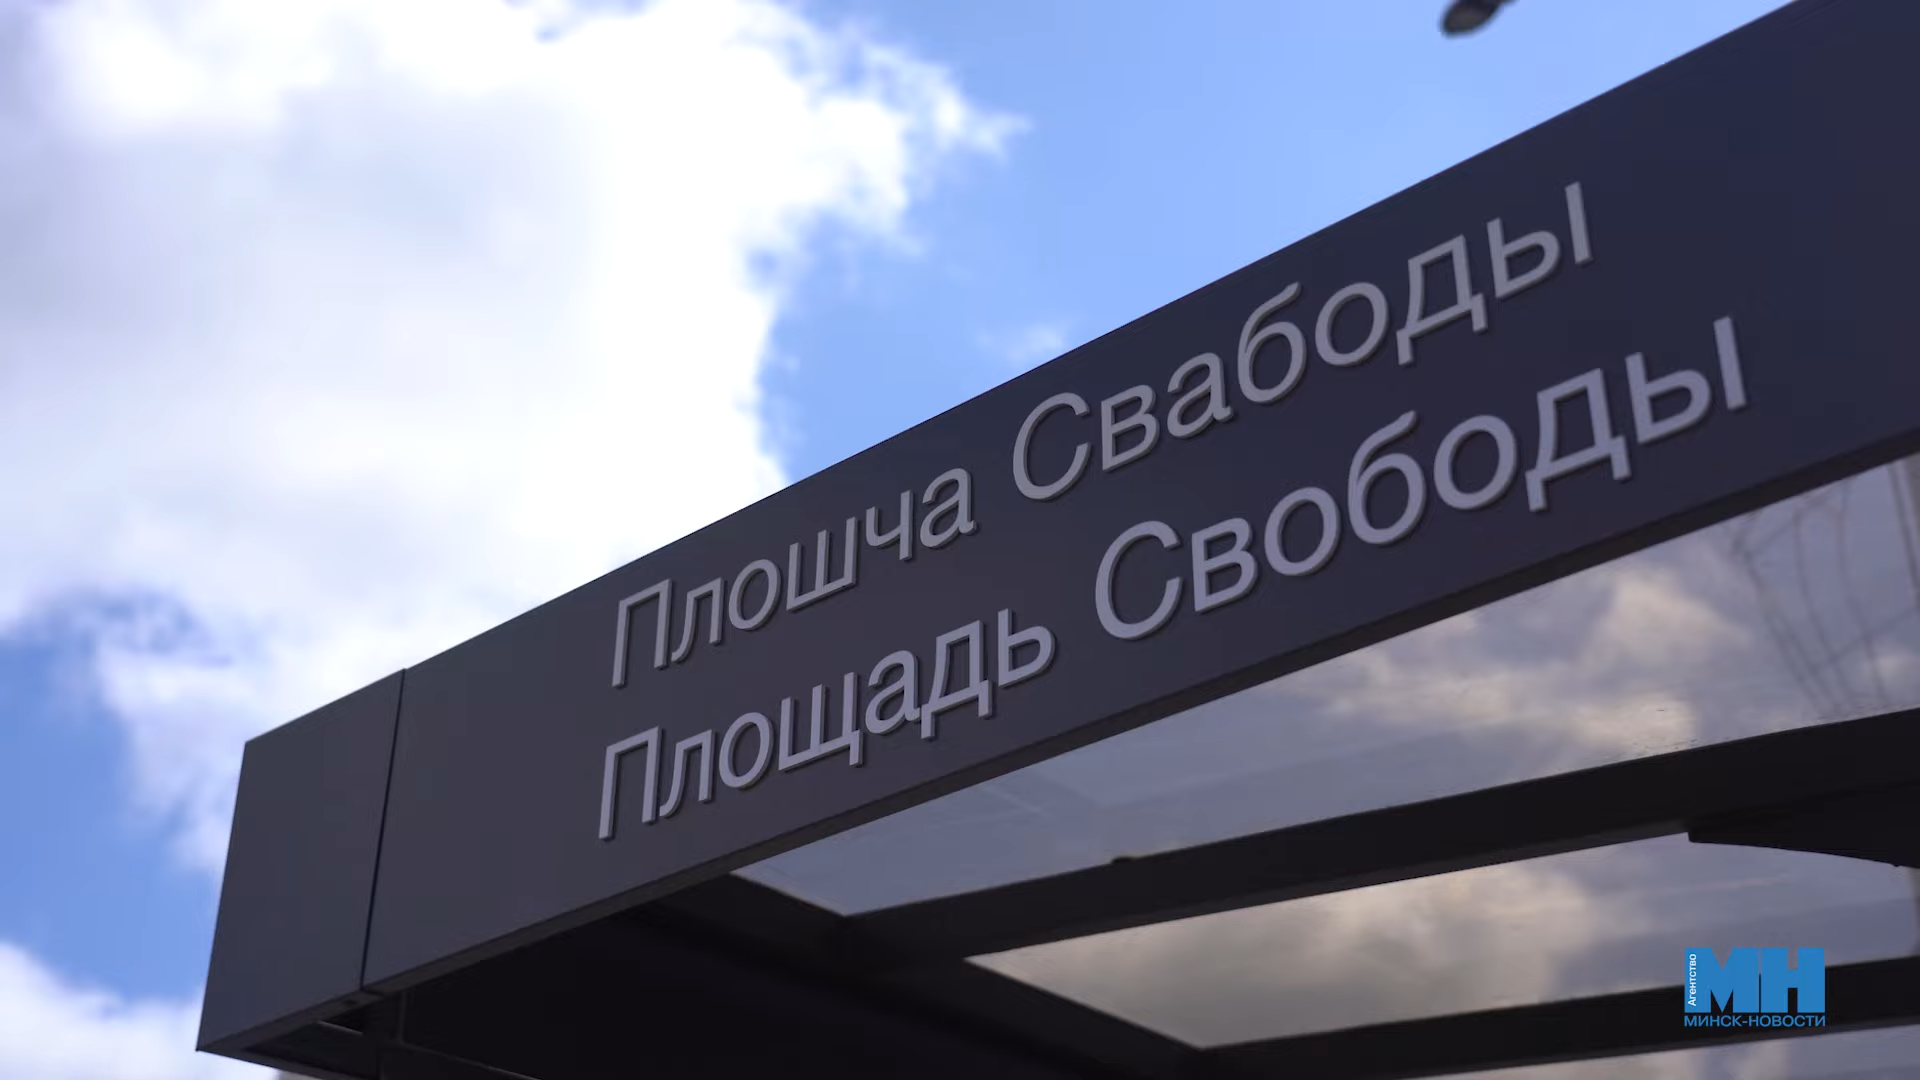 Плошча Свабоды
Площадь Свободы
Агентство
МН
МИНСК-НОВОСТИ